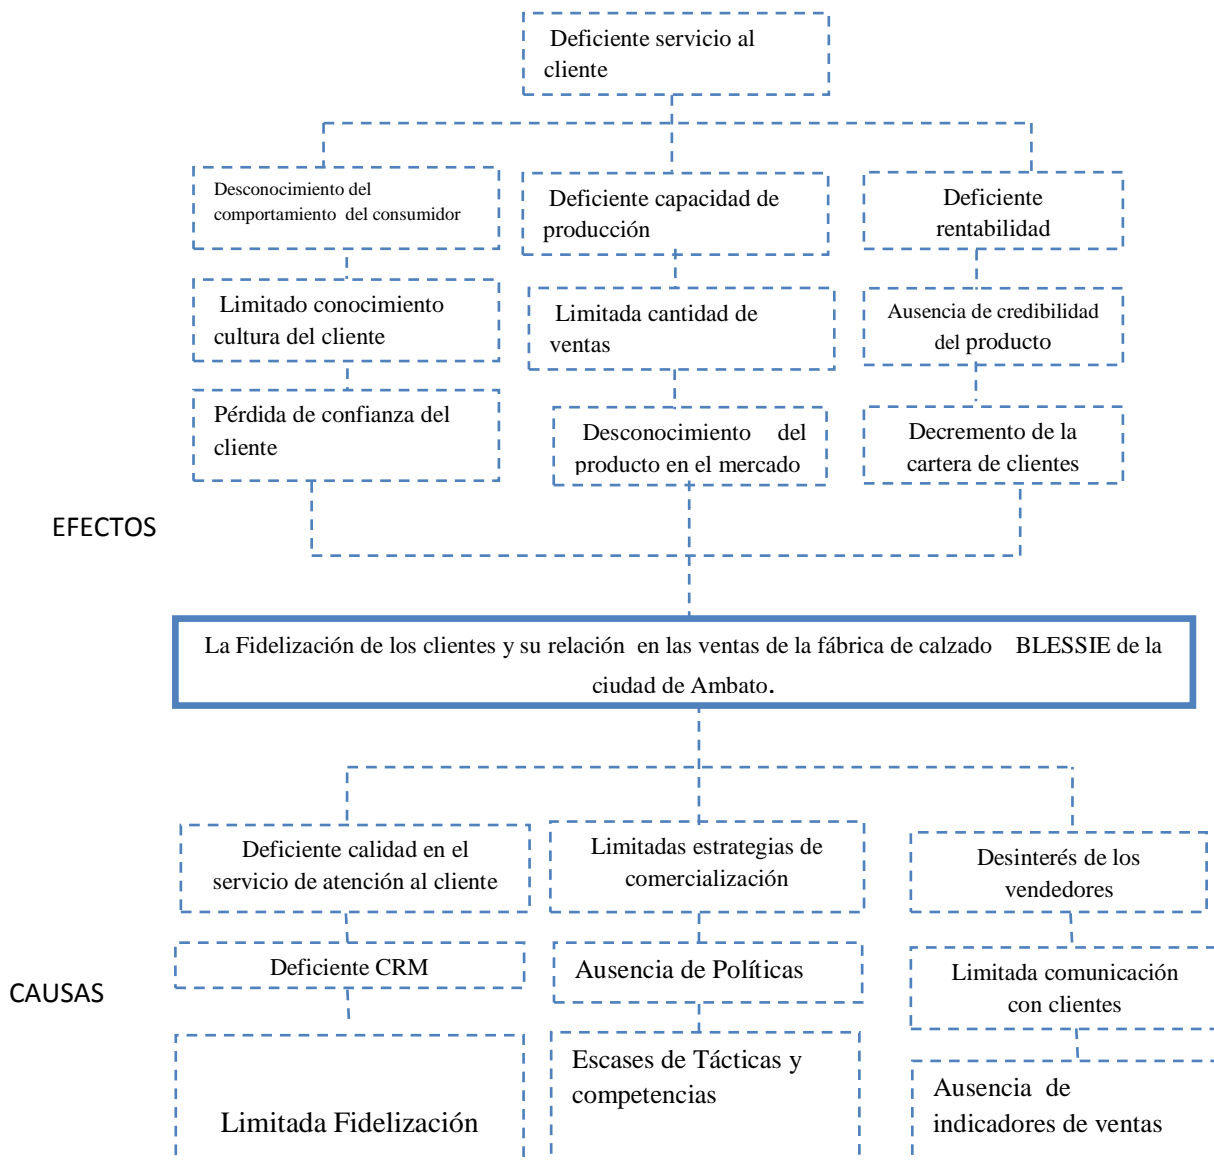 Deficiente servicio al
cliente
Desconocimiento del
comportamiento del consumidor
Deficiente capacidad de
producción
Deficiente
rentabilidad
Limitado conocimiento
cultura del cliente
Limitada cantidad de
ventas
Ausencia de credibilidad
del producto
Pérdida de confianza del
cliente
Desconocimiento del
producto en el mercado
Decremento de la
cartera de clientes
EFECTOS
La Fidelización de los clientes y su relación en las ventas de la fábrica de calzado BLESSIE de la
ciudad de Ambato.
Deficiente calidad en el
servicio de atención al cliente
Limitadas estrategias de
comercialización
Desinterés de los
vendedores
Deficiente CRM
Ausencia de Políticas
Limitada comunicación
con clientes
CAUSAS
Limitada Fidelización
Escases de Tácticas y
competencias
Ausencia de
indicadores de ventas